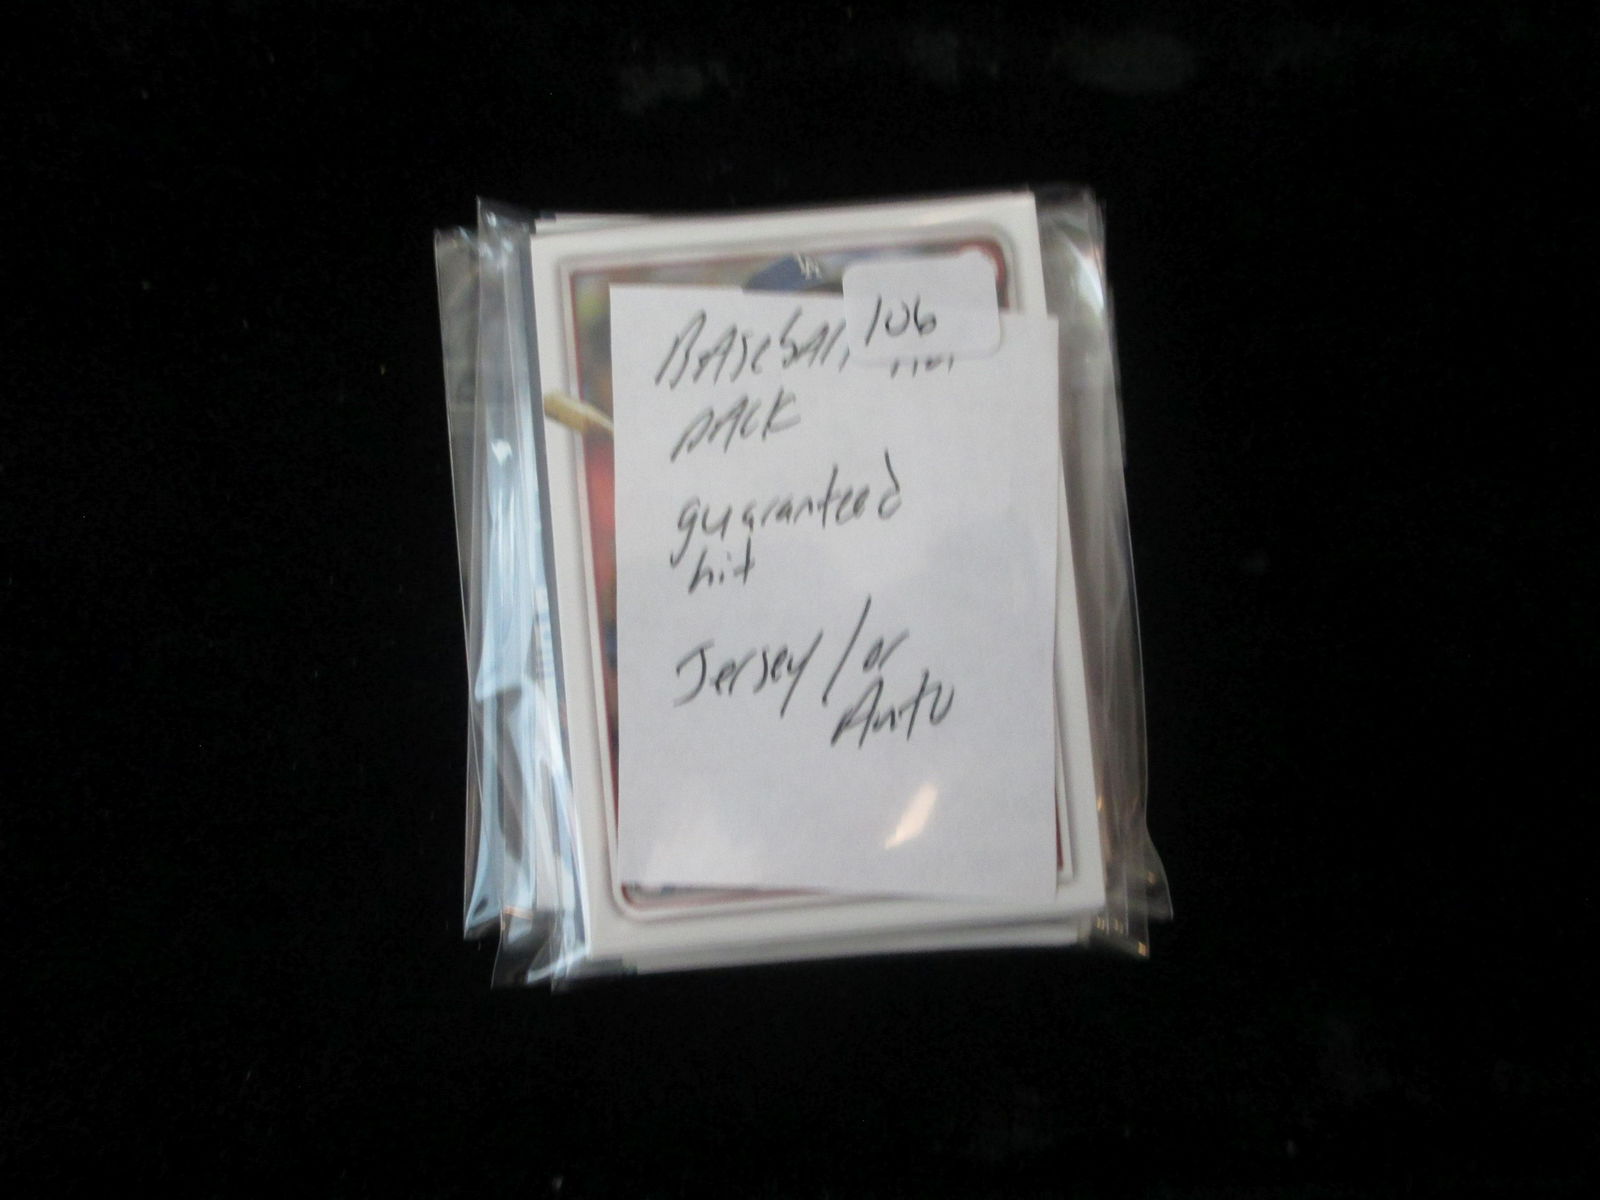 106
BASEbAll
PACK
guaranteed
hit
Jersey / or
Auto